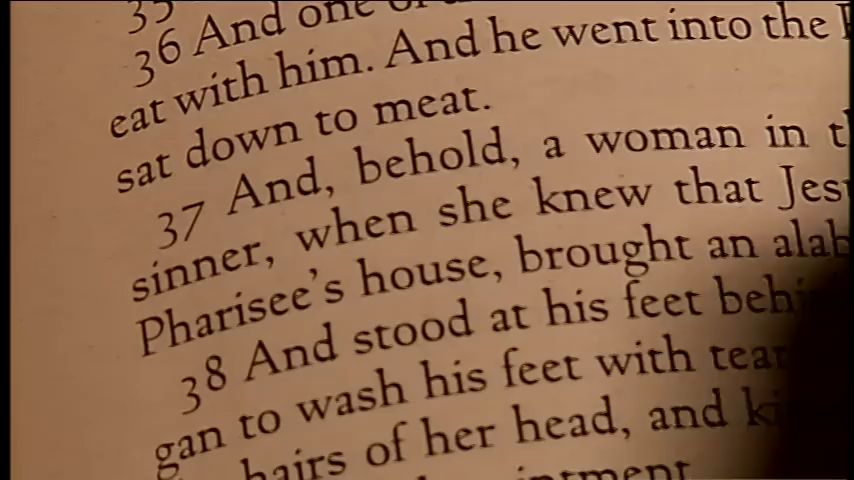 35
36 And one
eat with him. And he went into the
sat down to meat.
37 And, behold, a woman in
sinner, when she knew that
Pharisee's house, brought an
38 And stood at his feet
gan to wash his feet with
hairs of her head, and